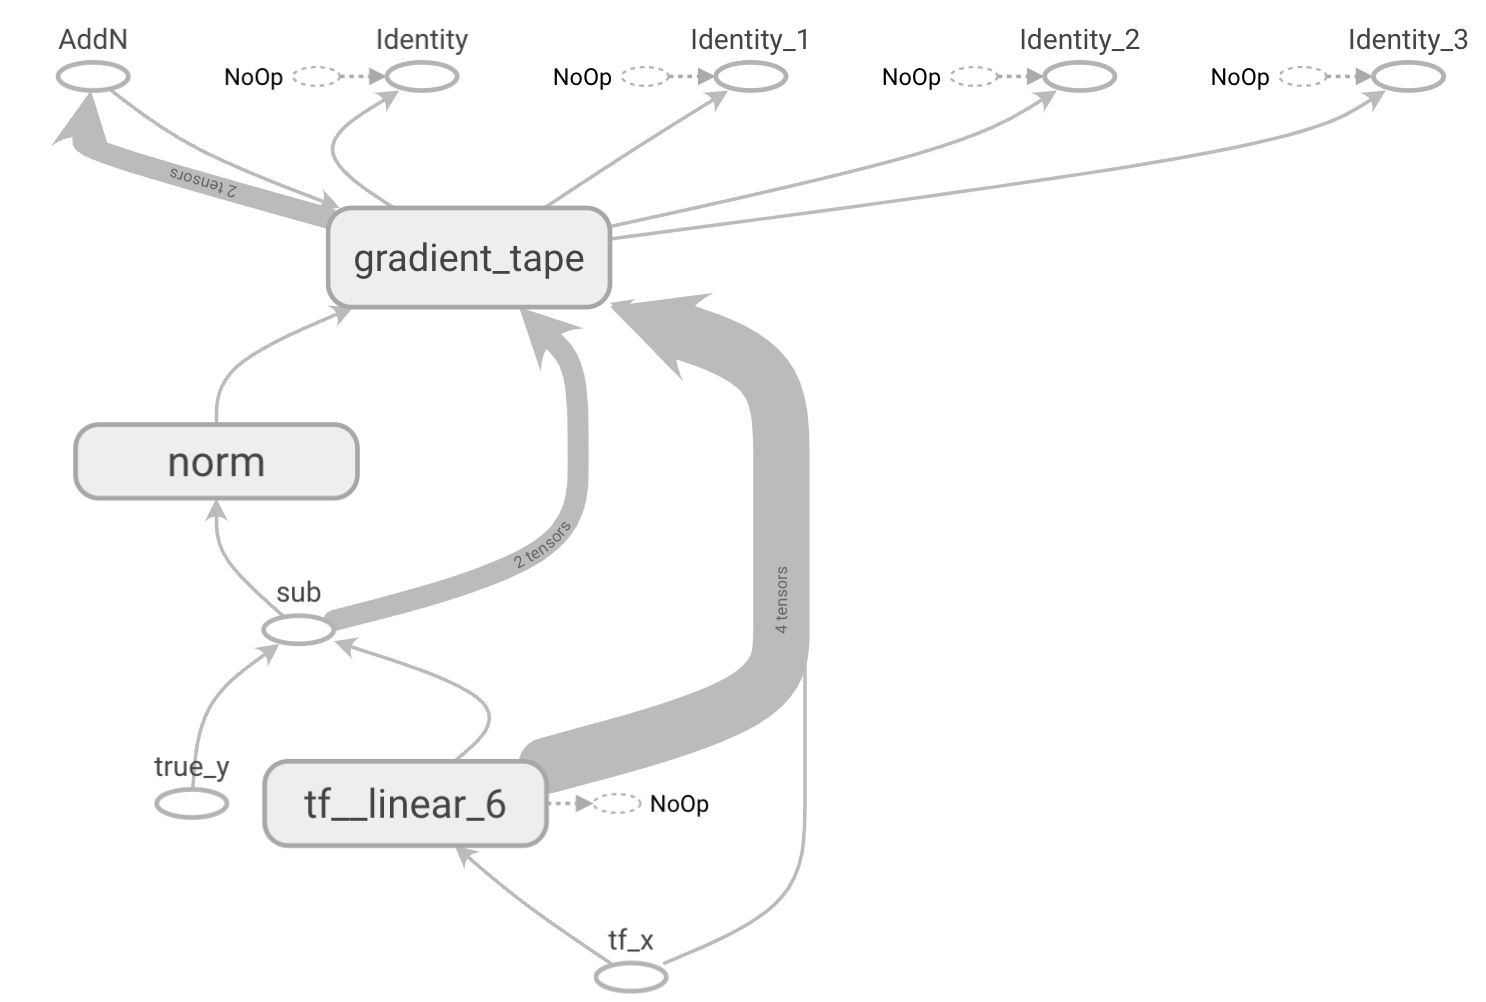 AddN
Identity
Identity_1
Identity_2
Identity_3
NoOp
NoOp
NoOp
NoOp
2 tensors
gradient_tape
norm
2 tensors
4 tensors
sub
true_y
tf__linear_6
NoOp
tf_x